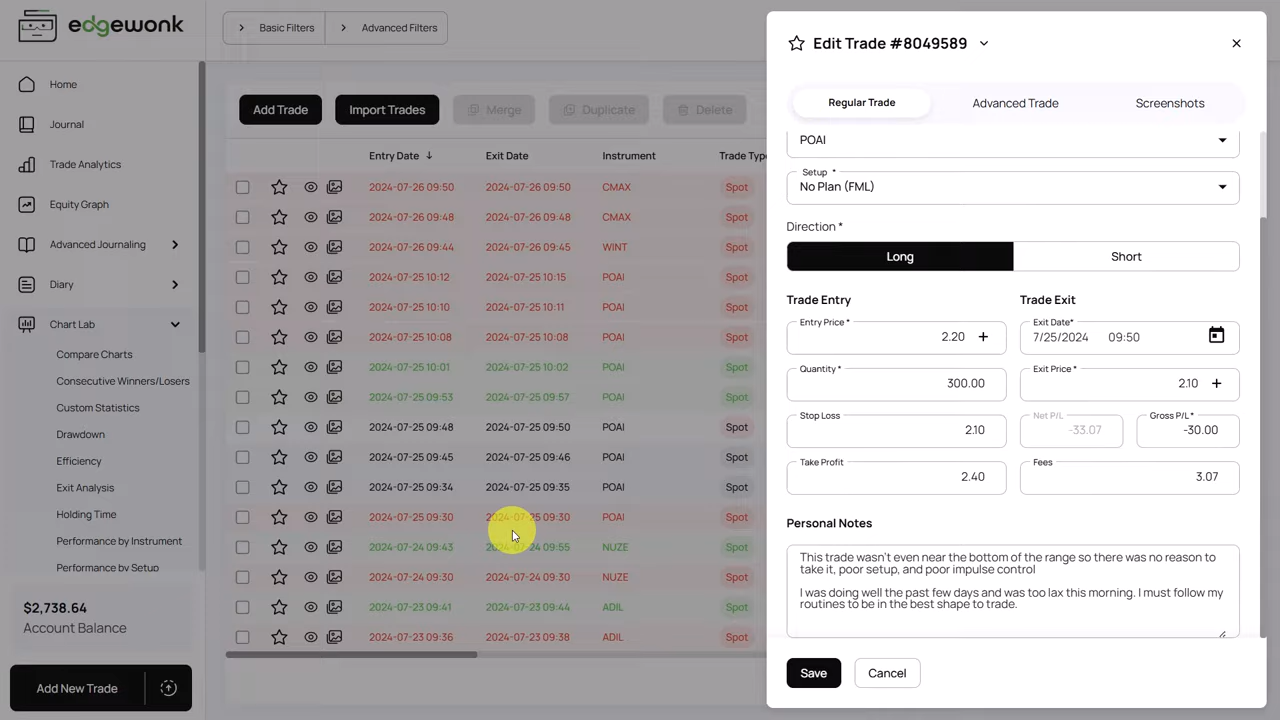 edgewonk
Basic Filters
Advanced Filters
Home
Journal
Trade Analytics
Equity Graph
Advanced Journaling
Diary
Chart Lab
Compare Charts
Consecutive Winners/Losers
Custom Statistics
Drawdown
Efficiency
Exit Analysis
Holding Time
Performance by Instrument
Performance by Setup
$2,738.64
Account Balance
Add New Trade
Add Trade
Import Trades
Merge
Duplicate
Delete
Entry Date Exit Date Instrument Trade Typ
2024-07-26 09:50 2024-07-26 09:50 CMAX Spot
2024-07-26 09:48 2024-07-26 09:48 CMAX Spot
2024-07-26 09:44 2024-07-26 09:45 WINT Spot
2024-07-25 10:12 2024-07-25 10:15 POAI Spot
2024-07-25 10:10 2024-07-25 10:11 POAI Spot
2024-07-25 10:08 2024-07-25 10:08 POAI Spot
2024-07-25 10:01 2024-07-25 10:02 POAI Spot
2024-07-25 09:53 2024-07-25 09:57 POAI Spot
2024-07-25 09:48 2024-07-25 09:50 POAI Spot
2024-07-25 09:45 2024-07-25 09:46 POAI Spot
2024-07-25 09:34 2024-07-25 09:35 POAI Spot
2024-07-25 09:30 2024-07-25 09:30 POAI Spot
2024-07-24 09:43 2024-07-24 09:55 NUZE Spot
2024-07-24 09:30 2024-07-24 09:30 NUZE Spot
2024-07-23 09:41 2024-07-23 09:44 ADIL Spot
2024-07-23 09:36 2024-07-23 09:38 ADIL Spot
Edit Trade #8049589
Regular Trade
Advanced Trade
Screenshots
POAI
Setup *
No Plan (FML)
Direction *
Long
Short
Trade Entry
Trade Exit
Entry Price *
2.20
Exit Date*
7/25/2024 09:50
Quantity *
300.00
Exit Price *
2.10
Stop Loss
2.10
Net P/L
-33.07
Gross P/L *
-30.00
Take Profit
2.40
Fees
3.07
Personal Notes
This trade wasn't even near the bottom of the range so there was no reason to
take it, poor setup, and poor impulse control
I was doing well the past few days and was too lax this morning. I must follow my
routines to be in the best shape to trade.
Save
Cancel